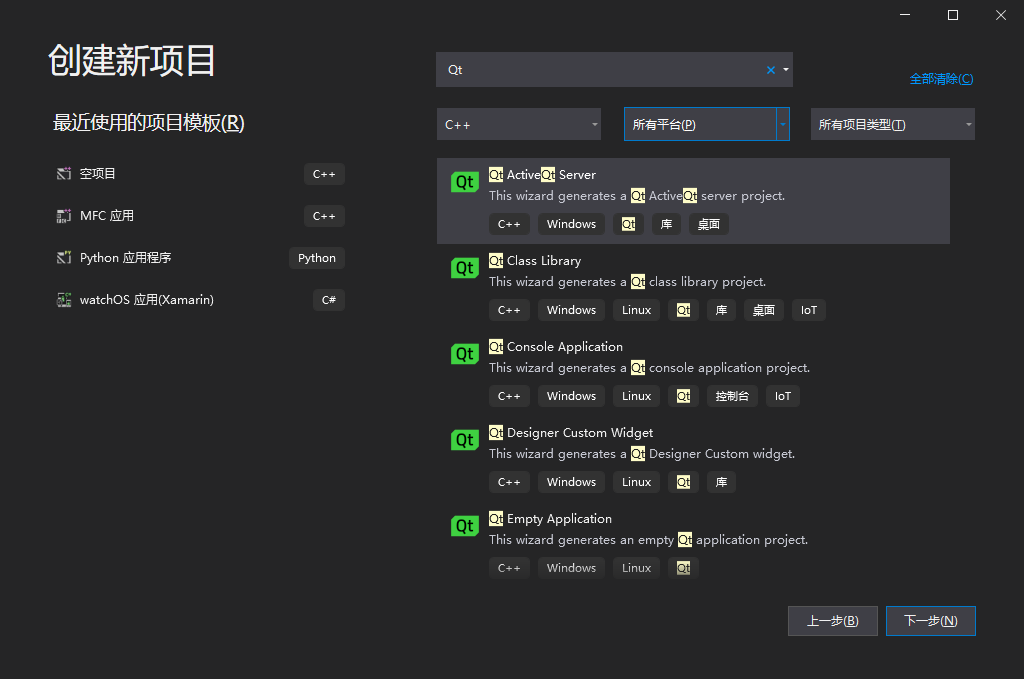 创建新项目
最近使用的项目模板(R)
空项目 C++
MFC 应用 C++
Python 应用程序 Python
watchOS 应用(Xamarin) C#
Qt
全部清除(C)
C++ 所有平台(P) 所有项目类型(T)
Qt Qt ActiveQt Server
This wizard generates a Qt ActiveQt server project.
C++ Windows Qt 库 桌面
Qt Qt Class Library
This wizard generates a Qt class library project.
C++ Windows Linux Qt 库 桌面 IoT
Qt Qt Console Application
This wizard generates a Qt console application project.
C++ Windows Linux Qt 控制台 IoT
Qt Qt Designer Custom Widget
This wizard generates a Qt Designer Custom widget.
C++ Windows Linux Qt 库
Qt Qt Empty Application
This wizard generates an empty Qt application project.
C++ Windows Linux Qt
上一步(B) 下一步(N)